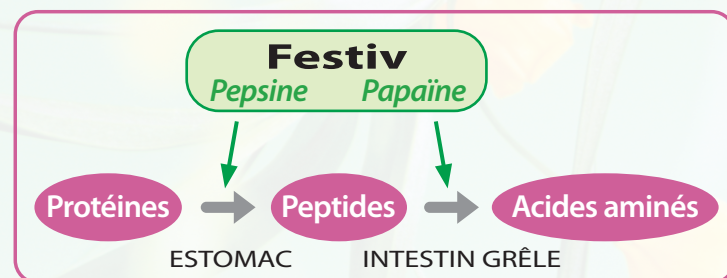 Festiv
Pepsine Papaïne
Protéines Peptides Acides aminés
ESTOMAC INTESTIN GRÊLE